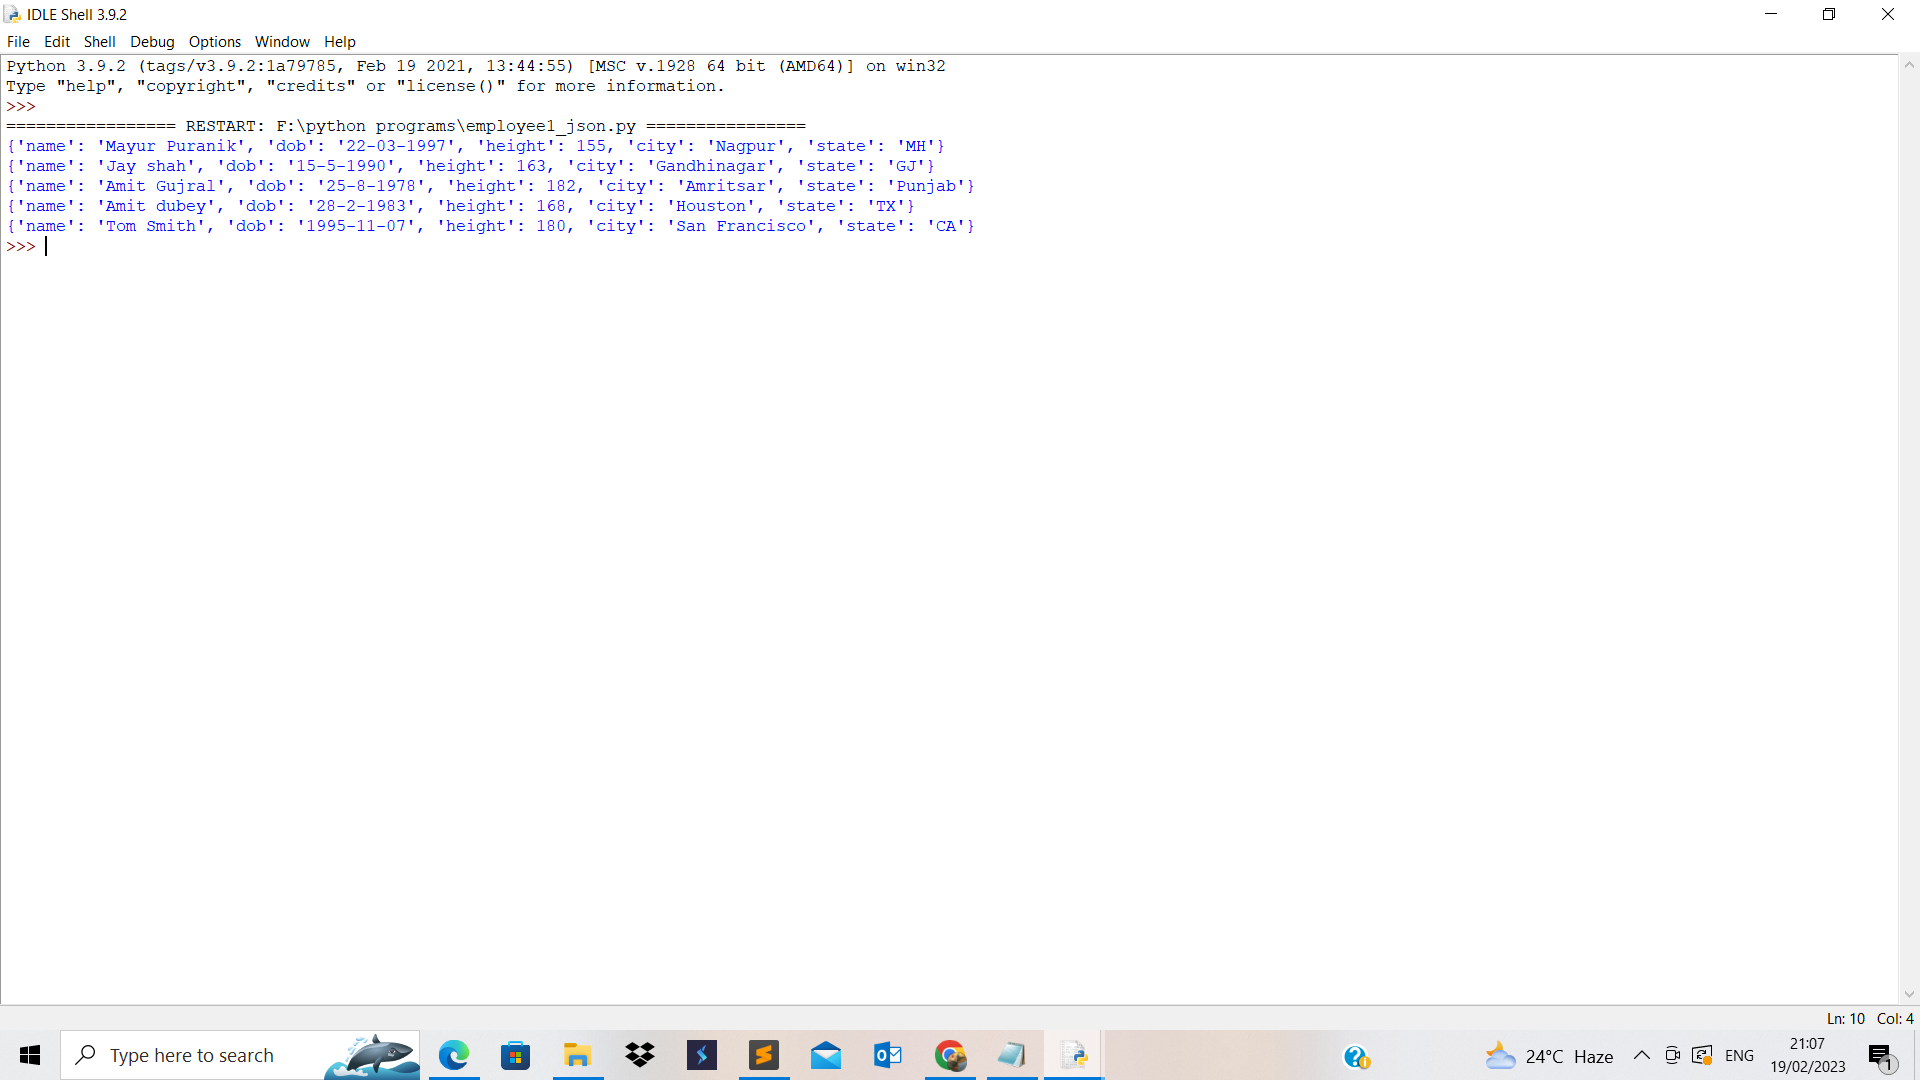 IDLE Shell 3.9.2
File Edit Shell Debug Options Window Help
Python 3.9.2 (tags/v3.9.2:1a79785, Feb 19 2021, 13:44:55) [MSC v.1928 64 bit (AMD64)] on win32
Type "help", "copyright", "credits" or "license()" for more information.
>>>
================= RESTART: F:\python programs\employee1_json.py ================
{'name': 'Mayur Puranik', 'dob': '22-03-1997', 'height': 155, 'city': 'Nagpur', 'state': 'MH'}
{'name': 'Jay shah', 'dob': '15-5-1990', 'height': 163, 'city': 'Gandhinagar', 'state': 'GJ'}
{'name': 'Amit Gujral', 'dob': '25-8-1978', 'height': 182, 'city': 'Amritsar', 'state': 'Punjab'}
{'name': 'Amit dubey', 'dob': '28-2-1983', 'height': 168, 'city': 'Houston', 'state': 'TX'}
{'name': 'Tom Smith', 'dob': '1995-11-07', 'height': 180, 'city': 'San Francisco', 'state': 'CA'}
>>>
Ln: 10 Col: 4
Type here to search
24°C Haze
ENG
21:07
19/02/2023
1